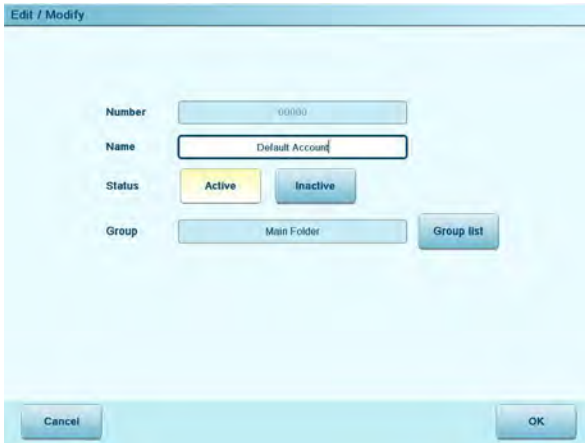 Edit / Modify
Number 00000
Name Default Account
Status Active Inactive
Group Main Folder Group list
Cancel OK